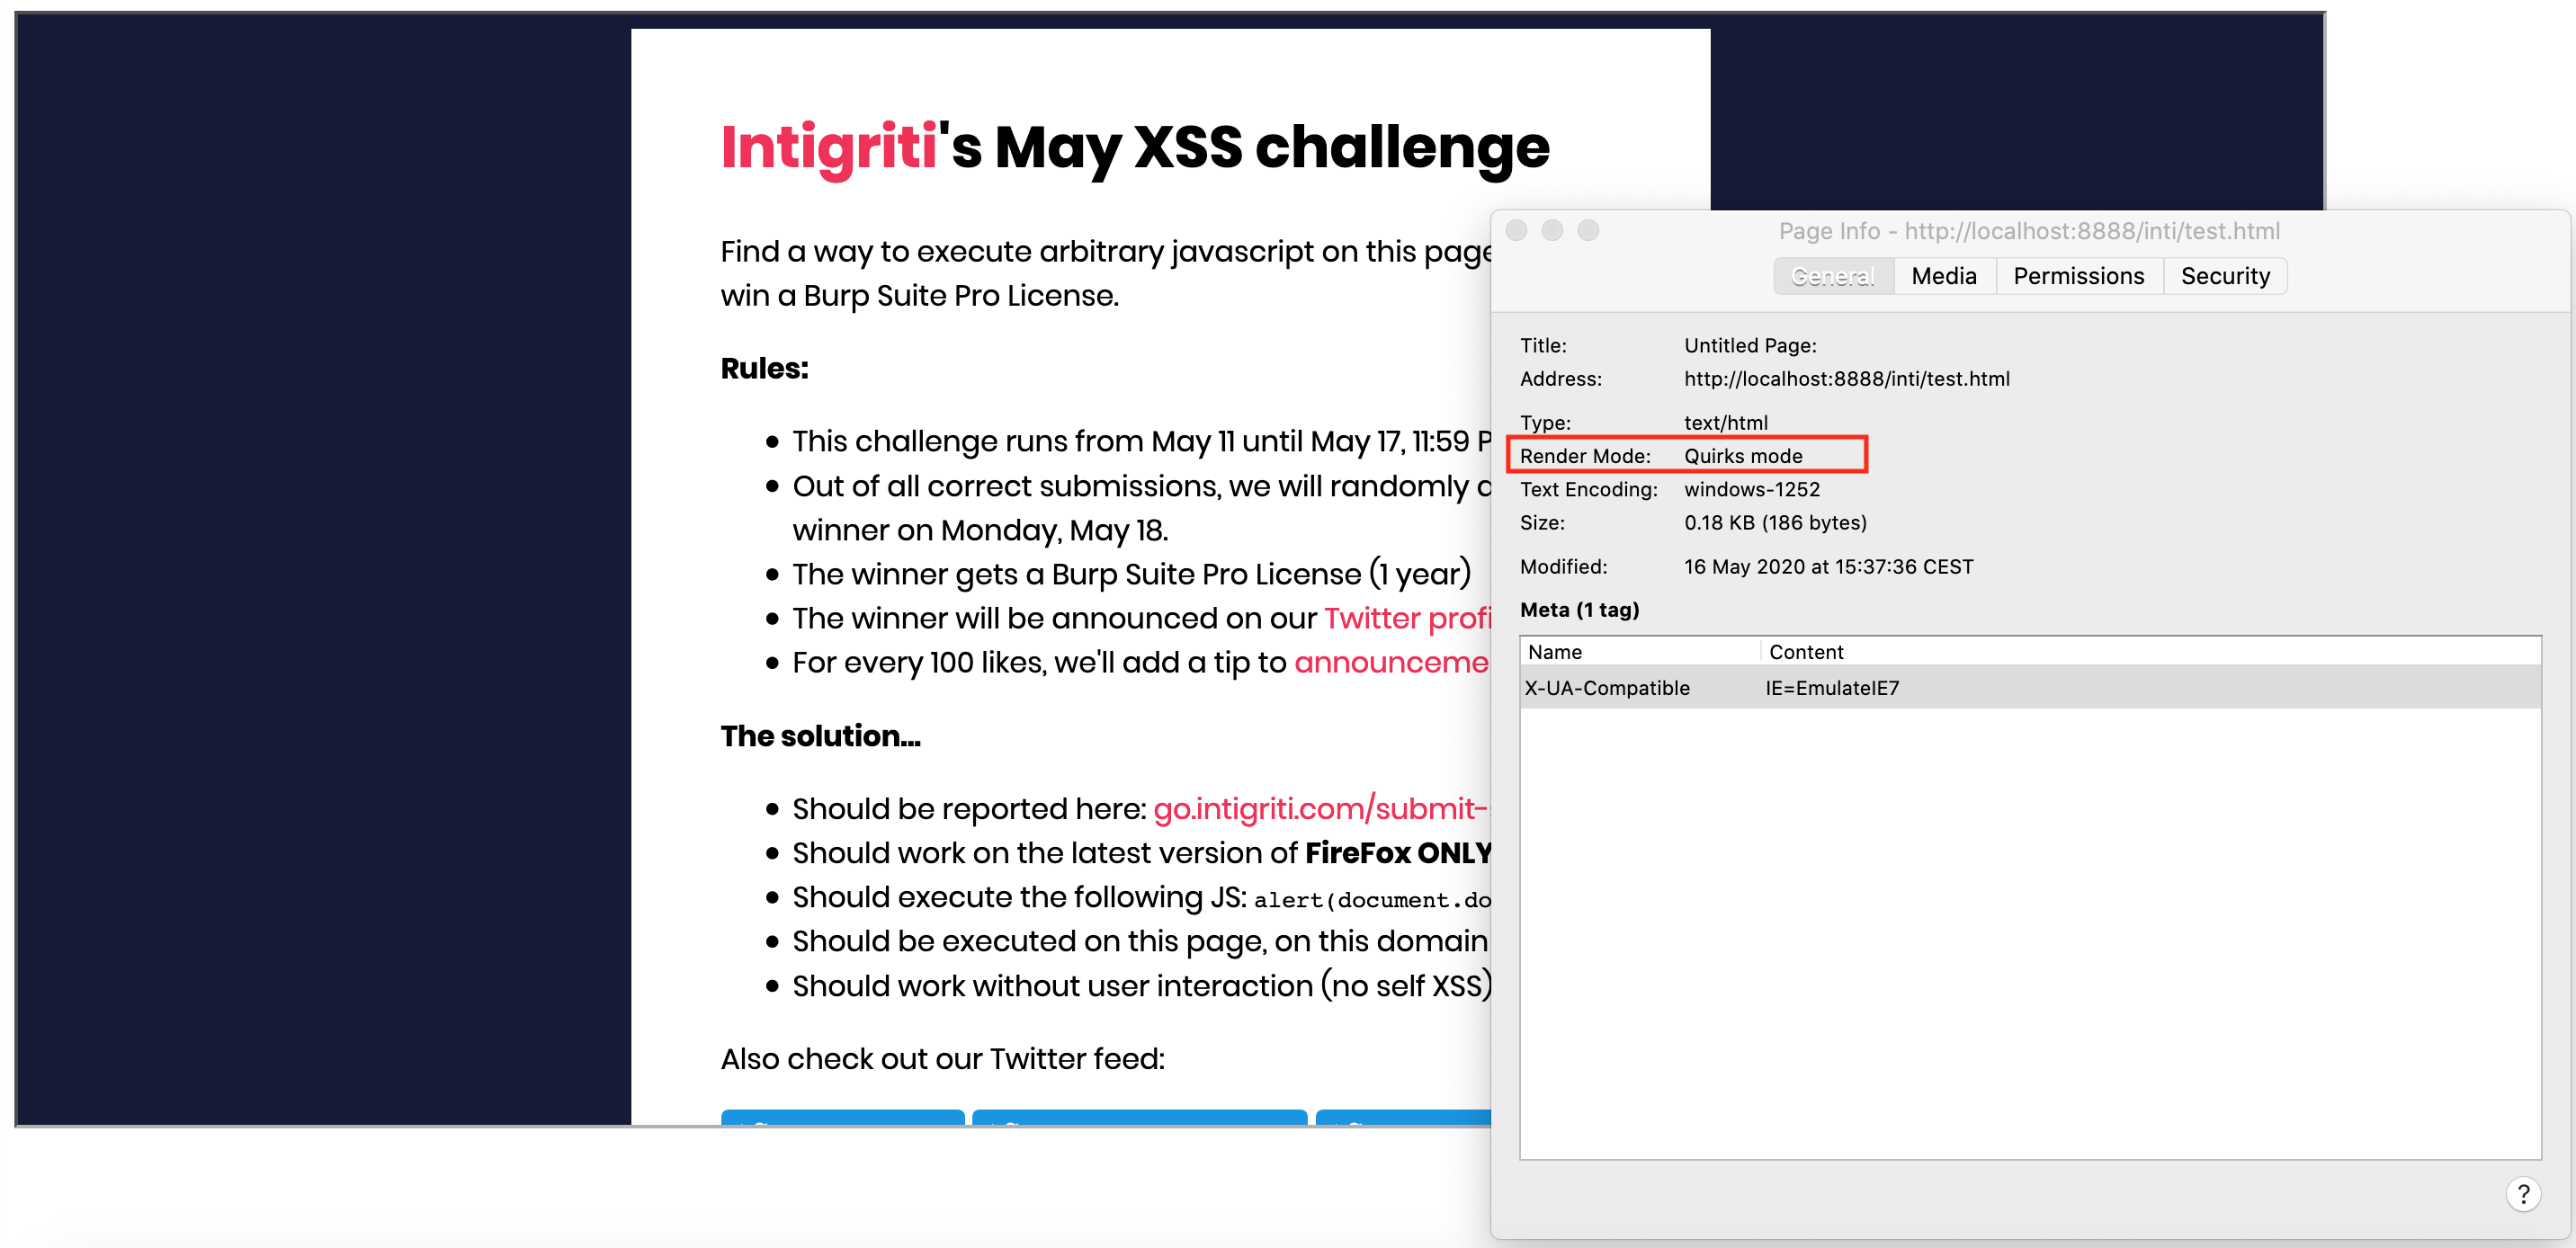 Intigriti's May XSS challenge
Find a way to execute arbitrary javascript on this page
win a Burp Suite Pro License.
Rules:
This challenge runs from May 11 until May 17, 11:59 P
Out of all correct submissions, we will randomly
winner on Monday, May 18.
The winner gets a Burp Suite Pro License (1 year)
The winner will be announced on our Twitter profi
For every 100 likes, we'll add a tip to announceme
The solution...
Should be reported here: go.intigriti.com/submit-
Should work on the latest version of FireFox ONLY
Should execute the following JS: alert(document.do
Should be executed on this page, on this domain
Should work without user interaction (no self XSS)
Also check out our Twitter feed:
Page Info - http://localhost:8888/inti/test.html
General Media Permissions Security
Title: Untitled Page:
Address: http://localhost:8888/inti/test.html
Type: text/html
Render Mode: Quirks mode
Text Encoding: windows-1252
Size: 0.18 KB (186 bytes)
Modified: 16 May 2020 at 15:37:36 CEST
Meta (1 tag)
Name Content
X-UA-Compatible IE=EmulateIE7
?